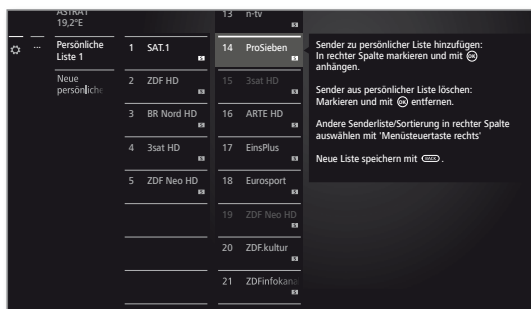 ASTRA1
19,2°E
13 n-tv
S
... Persönliche
Liste 1
Neue
persönliche
1 SAT.1
S
2 ZDF HD
S
3 BR Nord HD
S
4 3sat HD
S
5 ZDF Neo HD
S
14 ProSieben
S
15 3sat HD
S
16 ARTE HD
S
17 EinsPlus
S
18 Eurosport
S
19 ZDF Neo HD
S
20 ZDF.kultur
S
21 ZDFinfokana
S
Sender zu persönlicher Liste hinzufügen:
In rechter Spalte markieren und mit OK
anhängen.
Sender aus persönlicher Liste löschen:
Markieren und mit OK entfernen.
Andere Senderliste/Sortierung in rechter Spalte
auswählen mit 'Menüsteuertaste rechts'
Neue Liste speichern mit BACK .